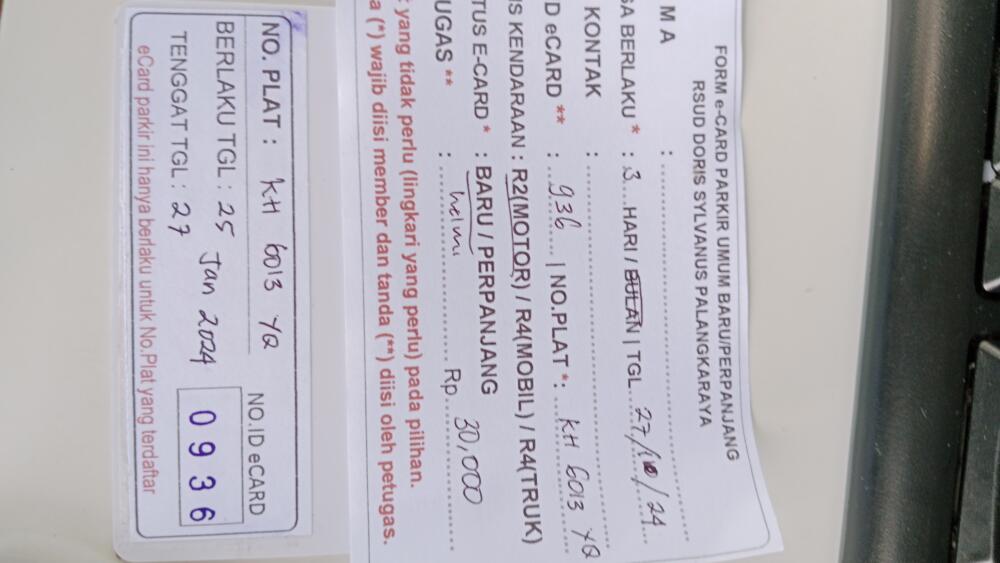 FORM e-CARD PARKIR UMUM BARU/PERPANJANG
RSUD DORIS SYLVANUS PALANGKARAYA
M A :
SA BERLAKU * : 3 HARI / BULAN | TGL. 27/10/24
KONTAK :
D eCARD ** : 936 | NO.PLAT *: KH 6013 YQ
IS KENDARAAN : R2(MOTOR) / R4(MOBIL) / R4(TRUK)
TUS E-CARD * : BARU / PERPANJANG
UGAS ** : helmi Rp 30,000
yang tidak perlu (lingkari yang perlu) pada pilihan.
a (*) wajib diisi member dan tanda (**) diisi oleh petugas.
NO. PLAT : KH 6013 YQ
BERLAKU TGL : 25 Jan 2024
TENGGAT TGL : 27
NO.ID eCARD
0936
eCard parkir ini hanya berlaku untuk No.Plat yang terdaftar